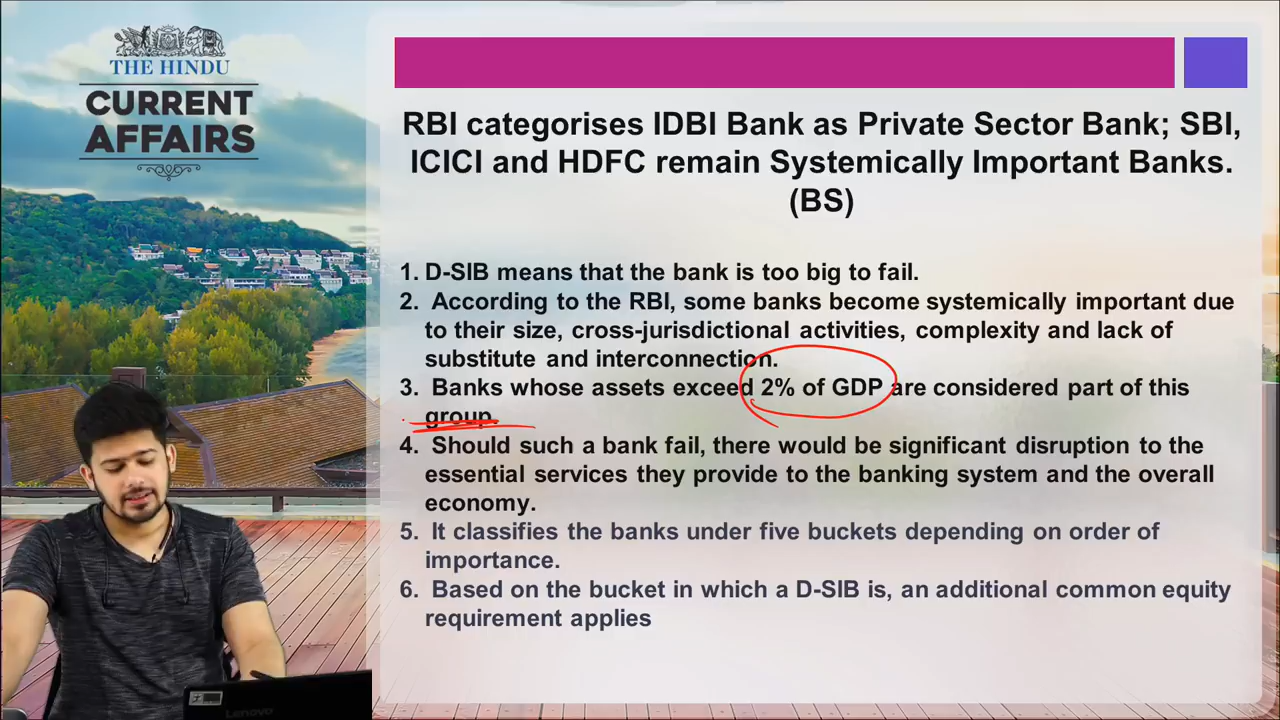 THE HINDU
CURRENT
AFFAIRS
RBI categorises IDBI Bank as Private Sector Bank; SBI,
ICICI and HDFC remain Systemically Important Banks.
(BS)
1. D-SIB means that the bank is too big to fail.
2. According to the RBI, some banks become systemically important due
to their size, cross-jurisdictional activities, complexity and lack of
substitute and interconnection.
3. Banks whose assets exceed 2% of GDP are considered part of this
group.
4. Should such a bank fail, there would be significant disruption to the
essential services they provide to the banking system and the overall
economy.
5. It classifies the banks under five buckets depending on order of
importance.
6. Based on the bucket in which a D-SIB is, an additional common equity
requirement applies
Lenovo